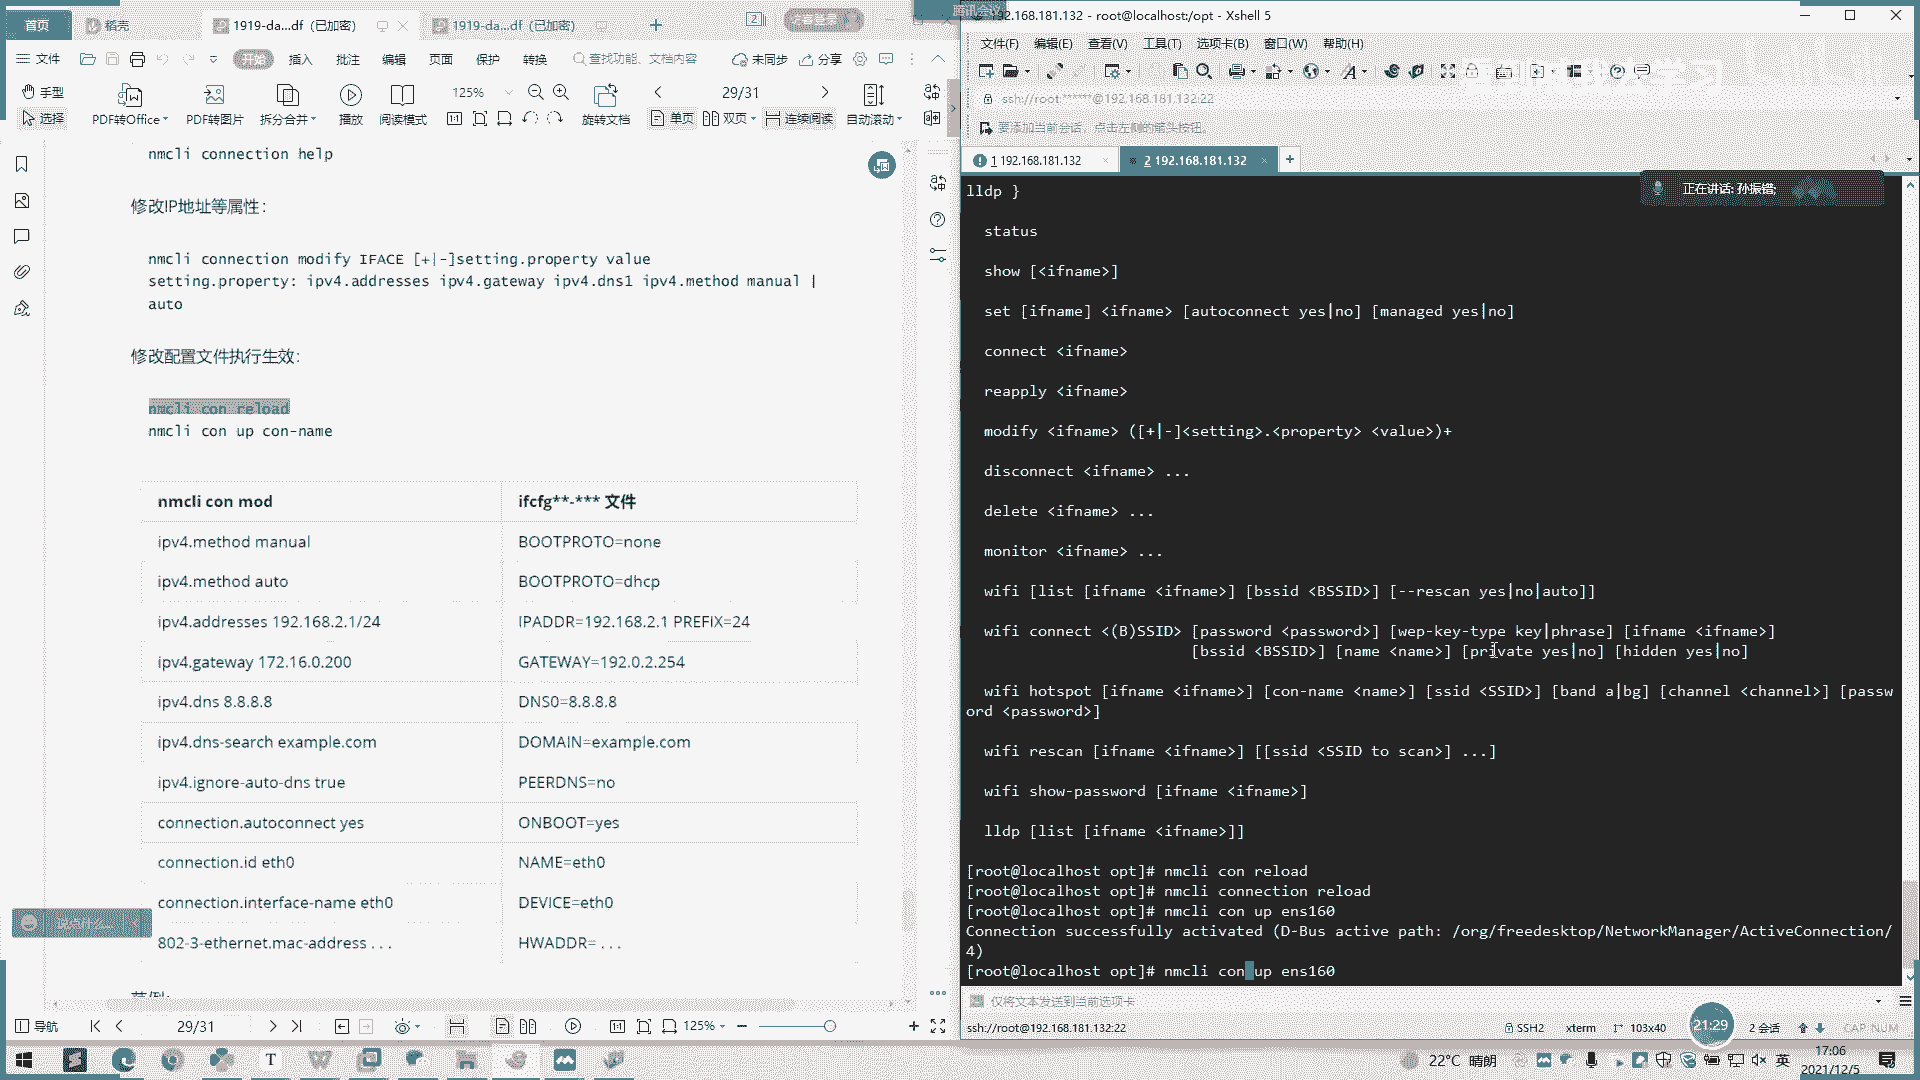 首页
稻壳
1919-da...df（已加密）
1919-da...df（已加密）
文件
开始
插入
批注
编辑
页面
保护
转换
查找功能、文档内容
未同步
分享
手型
选择
PDF转Office
PDF转图片
拆分合并
播放
阅读模式
125%
旋转文档
29/31
单页
双页
连续阅读
自动滚动
nmcli connection help
修改IP地址等属性：
nmcli connection modify IFACE [+|-]setting.property value
setting.property: ipv4.addresses ipv4.gateway ipv4.dns1 ipv4.method manual |
auto
修改配置文件执行生效：
nmcli con reload
nmcli con up con-name
nmcli con mod ifcfg**-*** 文件
ipv4.method manual BOOTPROTO=none
ipv4.method auto BOOTPROTO=dhcp
ipv4.addresses 192.168.2.1/24 IPADDR=192.168.2.1 PREFIX=24
ipv4.gateway 172.16.0.200 GATEWAY=192.0.2.254
ipv4.dns 8.8.8.8 DNS0=8.8.8.8
ipv4.dns-search example.com DOMAIN=example.com
ipv4.ignore-auto-dns true PEERDNS=no
connection.autoconnect yes ONBOOT=yes
connection.id eth0 NAME=eth0
connection.interface-name eth0 DEVICE=eth0
802-3-ethernet.mac-address . . . HWADDR= . . .
说点什么...
导航
29/31
125%
腾讯会议
192.168.181.132 - root@localhost:/opt - Xshell 5
文件(F) 编辑(E) 查看(V) 工具(T) 选项卡(B) 窗口(W) 帮助(H)
ssh://root:******@192.168.181.132:22
要添加当前会话，点击左侧的箭头按钮。
1 192.168.181.132
2 192.168.181.132
正在讲话: 孙振锴;
lldp }
status
show [<ifname>]
set [ifname] <ifname> [autoconnect yes|no] [managed yes|no]
connect <ifname>
reapply <ifname>
modify <ifname> ([+|-]<setting>.<property> <value>)+
disconnect <ifname> ...
delete <ifname> ...
monitor <ifname> ...
wifi [list [ifname <ifname>] [bssid <BSSID>] [--rescan yes|no|auto]]
wifi connect <(B)SSID> [password <password>] [wep-key-type key|phrase] [ifname <ifname>]
[bssid <BSSID>] [name <name>] [private yes|no] [hidden yes|no]
wifi hotspot [ifname <ifname>] [con-name <name>] [ssid <SSID>] [band a|bg] [channel <channel>] [passw
ord <password>]
wifi rescan [ifname <ifname>] [[ssid <SSID to scan>] ...]
wifi show-password [ifname <ifname>]
lldp [list [ifname <ifname>]]
[root@localhost opt]# nmcli con reload
[root@localhost opt]# nmcli connection reload
[root@localhost opt]# nmcli con up ens160
Connection successfully activated (D-Bus active path: /org/freedesktop/NetworkManager/ActiveConnection/
4)
[root@localhost opt]# nmcli con up ens160
仅将文本发送到当前选项卡
ssh://root@192.168.181.132:22
SSH2
xterm
103x40
21:29
2 会话
CAP NUM
22°C 晴朗
英
17:06
2021/12/5